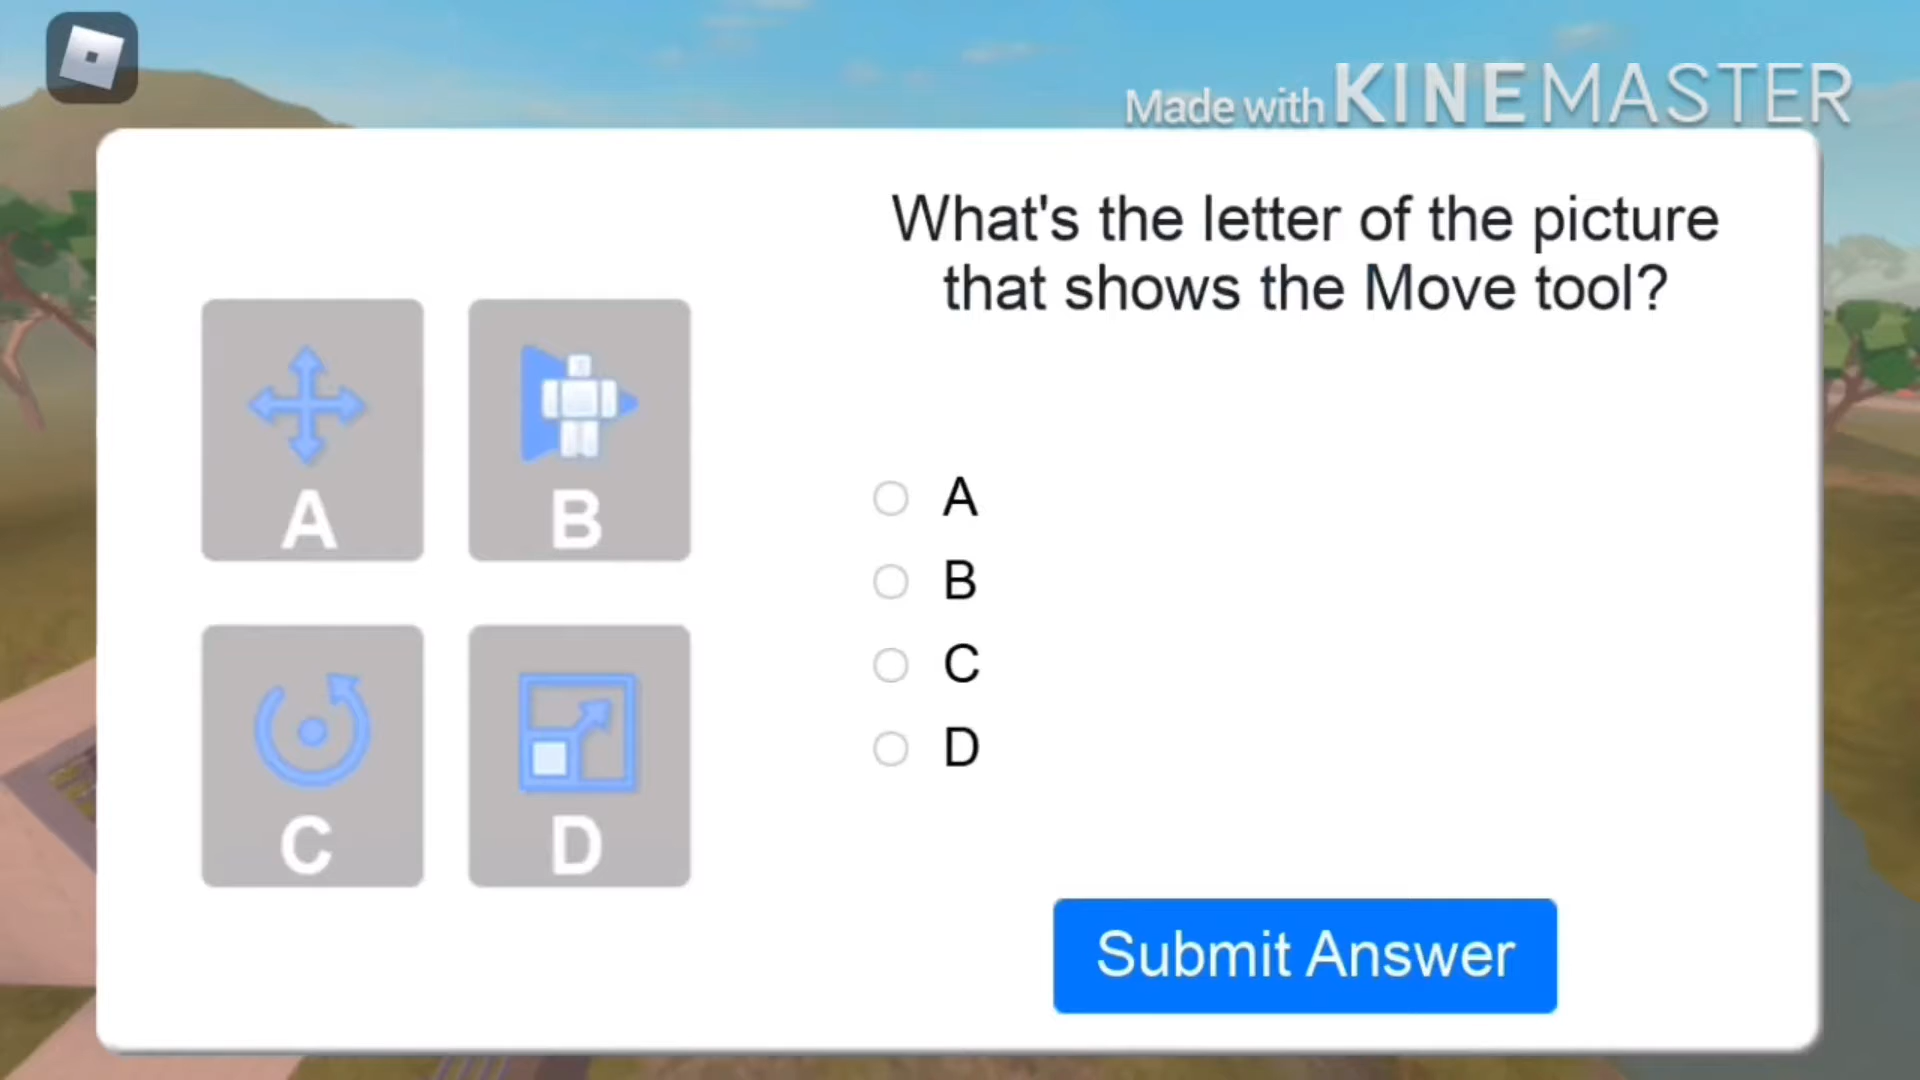 Made with KINEMASTER
What's the letter of the picture
that shows the Move tool?
A
B
C
D
A
B
C
D
Submit Answer